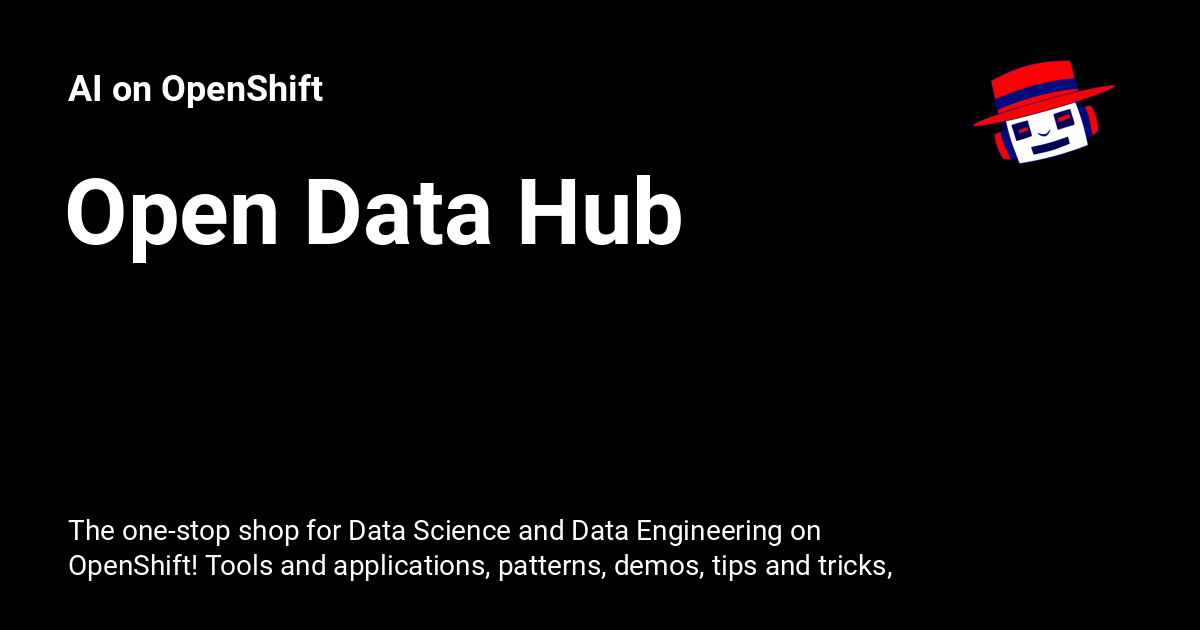 AI on OpenShift
Open Data Hub
The one-stop shop for Data Science and Data Engineering on
OpenShift! Tools and applications, patterns, demos, tips and tricks,